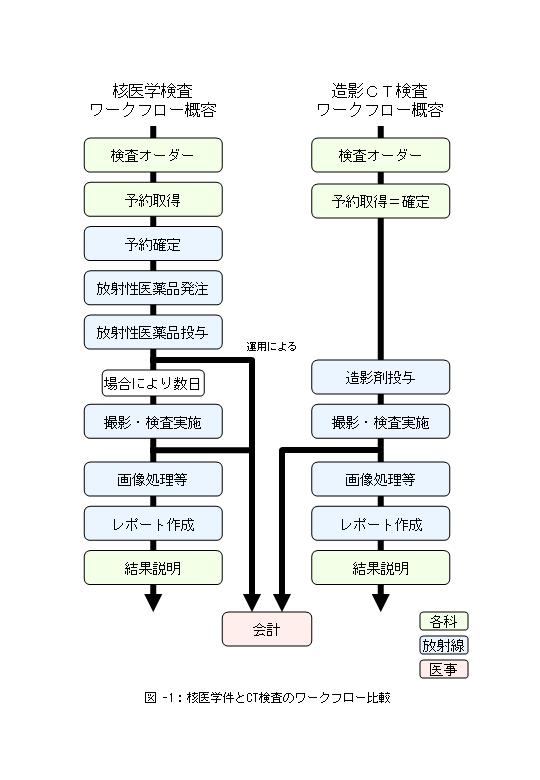 核医学検査
ワークフロー概容
検査オーダー
予約取得
予約確定
放射性医薬品発注
放射性医薬品投与
運用による
場合により数日
撮影・検査実施
画像処理等
レポート作成
結果説明
造影ＣＴ検査
ワークフロー概容
検査オーダー
予約取得＝確定
造影剤投与
撮影・検査実施
画像処理等
レポート作成
結果説明
会計
各科
放射線
医事
図 -1：核医学件とCT検査のワークフロー比較